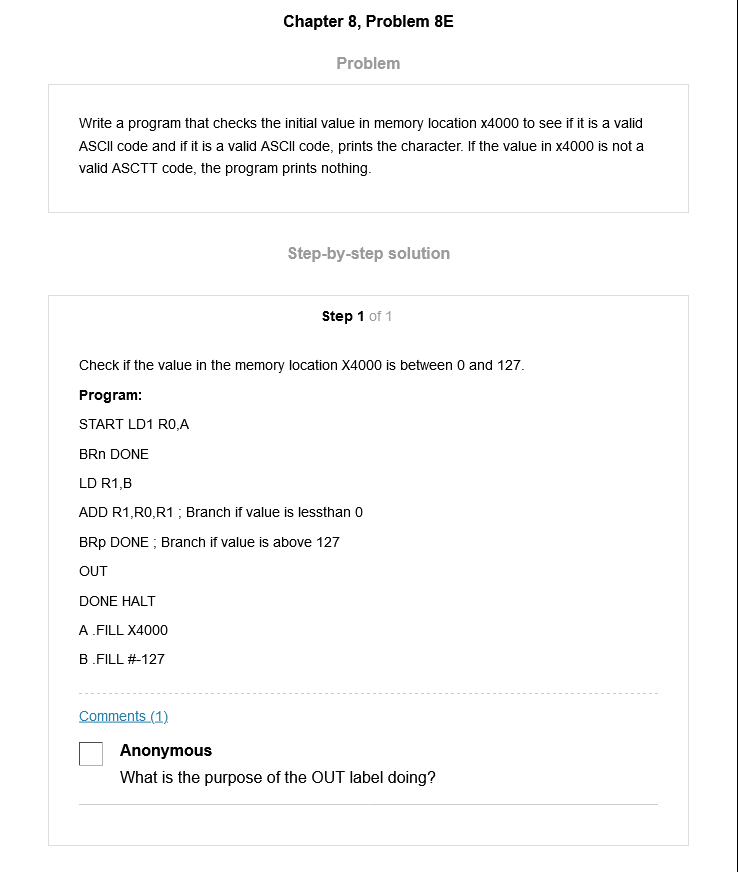 Chapter 8, Problem 8E
Problem
Write a program that checks the initial value in memory location x4000 to see if it is a valid
ASCII code and if it is a valid ASCII code, prints the character. If the value in x4000 is not a
valid ASCTT code, the program prints nothing.
Step-by-step solution
Step 1 of 1
Check if the value in the memory location X4000 is between 0 and 127.
Program:
START LD1 R0,A
BRn DONE
LD R1,B
ADD R1,R0,R1 ; Branch if value is lessthan 0
BRp DONE ; Branch if value is above 127
OUT
DONE HALT
A .FILL X4000
B .FILL #-127
Comments (1)
Anonymous
What is the purpose of the OUT label doing?